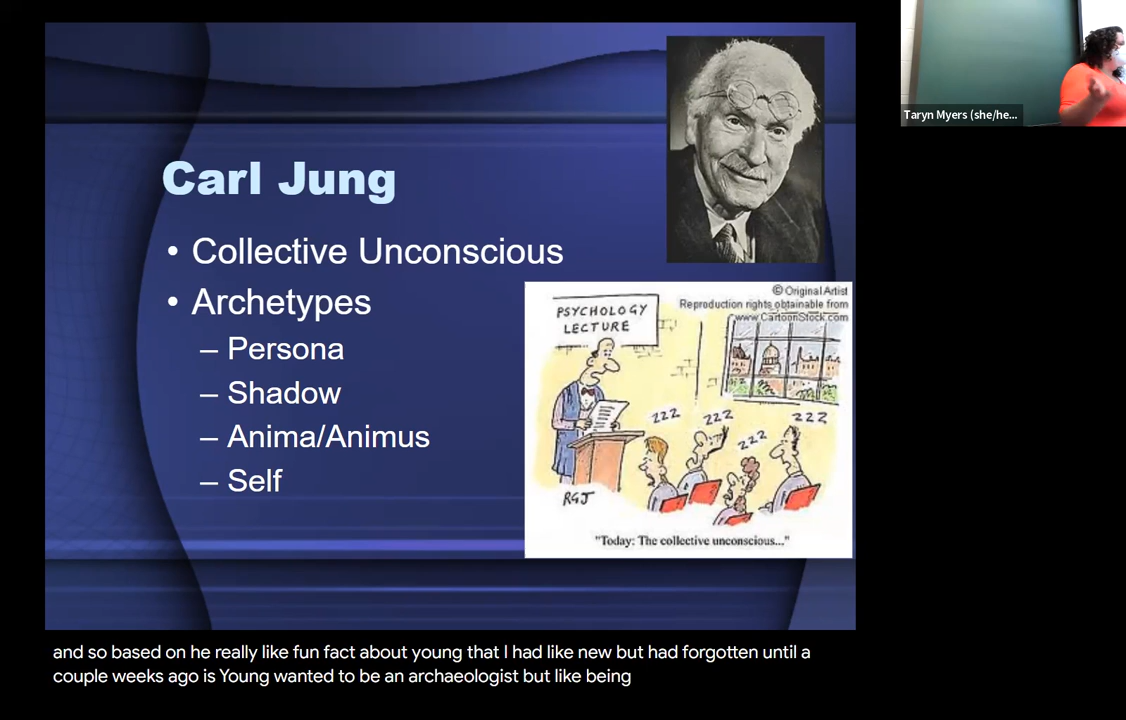 Taryn Myers (she/he...
Carl Jung
• Collective Unconscious
• Archetypes
– Persona
– Shadow
– Anima/Animus
– Self
© Original Artist
Reproduction rights obtainable from
www.CartoonStock.com
PSYCHOLOGY
LECTURE
ZZZ
ZZZ
ZZZ
ZZZ
RGJ
"Today: The collective unconscious..."
and so based on he really like fun fact about young that I had like new but had forgotten until a
couple weeks ago is Young wanted to be an archaeologist but like being